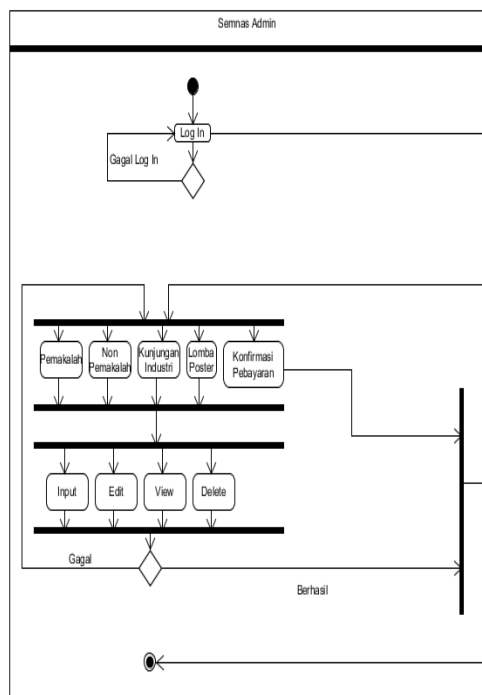 Semnas Admin
Log In
Gagal Log In
Pemakalah
Non
Pemakalah
Kunjungan
Industri
Lomba
Poster
Konfirmasi
Pebayaran
Input
Edit
View
Delete
Gagal
Berhasil